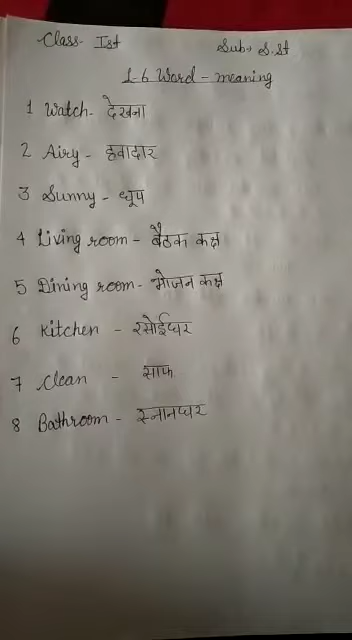 Class- Ist Sub→ S.St
L-6 Word - meaning
1 Watch- देखना
2 Airy - हवादार
3 Sunny - धूप
4 Living room - बैठक कक्ष
5 Dining room - भोजन कक्ष
6 Kitchen - रसोईघर
7 Clean - साफ
8 Bathroom - स्नानघर